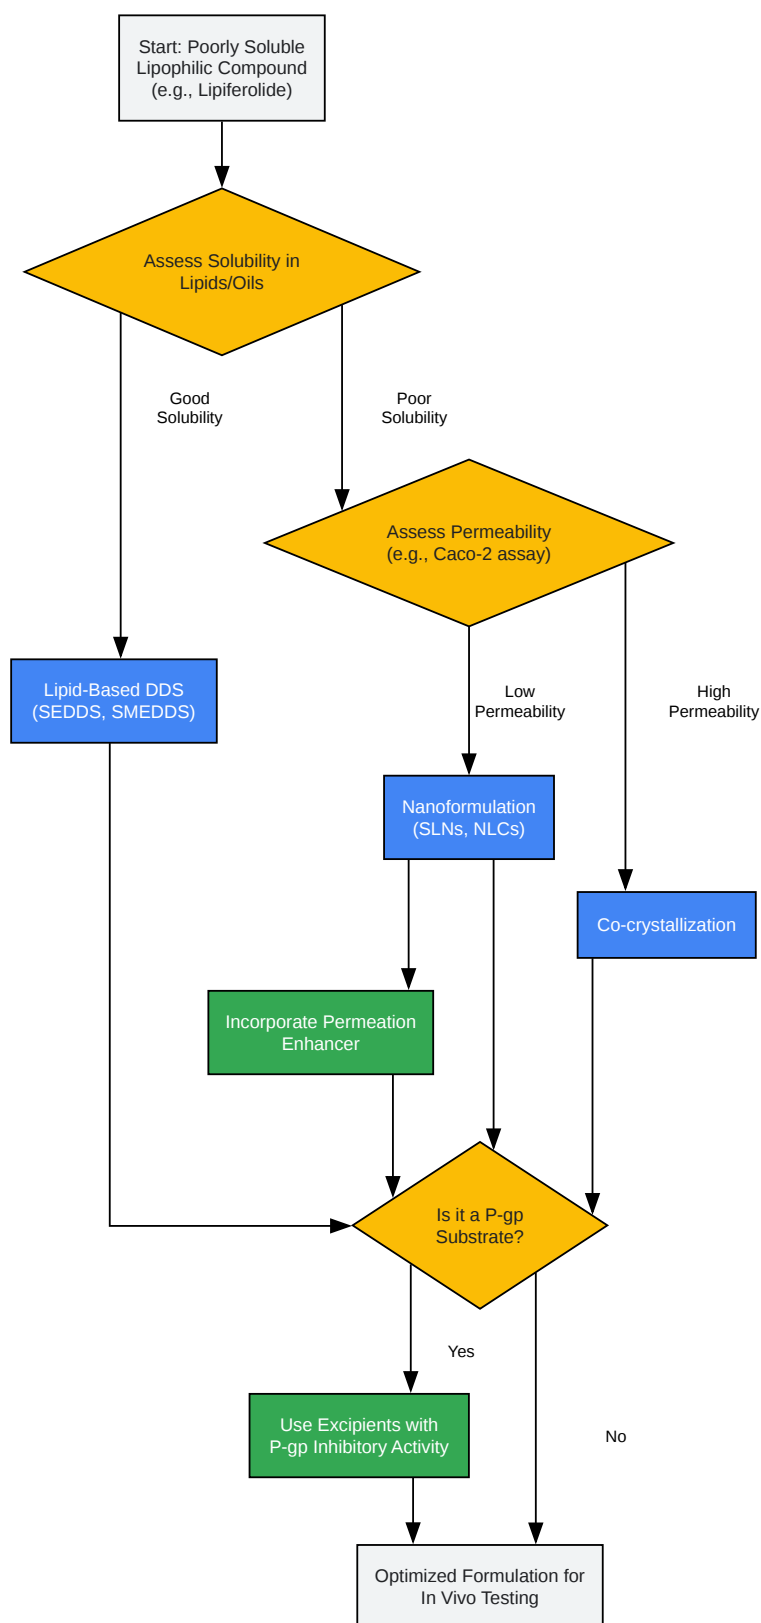 Start: Poorly Soluble
Lipophilic Compound
(e.g., Lipiferolide)
Assess Solubility in
Lipids/Oils
Good
Solubility
Poor
Solubility
Assess Permeability
(e.g., Caco-2 assay)
Lipid-Based DDS
(SEDDS, SMEDDS)
Low
Permeability
High
Permeability
Nanoformulation
(SLNs, NLCs)
Co-crystallization
Incorporate Permeation
Enhancer
Is it a P-gp
Substrate?
Yes
Use Excipients with
P-gp Inhibitory Activity
No
Optimized Formulation for
In Vivo Testing